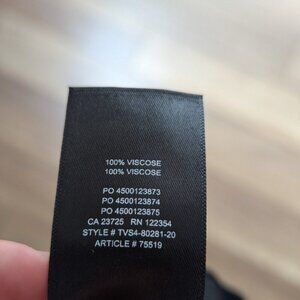 100% VISCOSE
100% VISCOSE
PO 4500123873
PO 4500123874
PO 4500123875
CA 23725 RN 122354
STYLE # TVS4-80281-20
ARTICLE # 75519